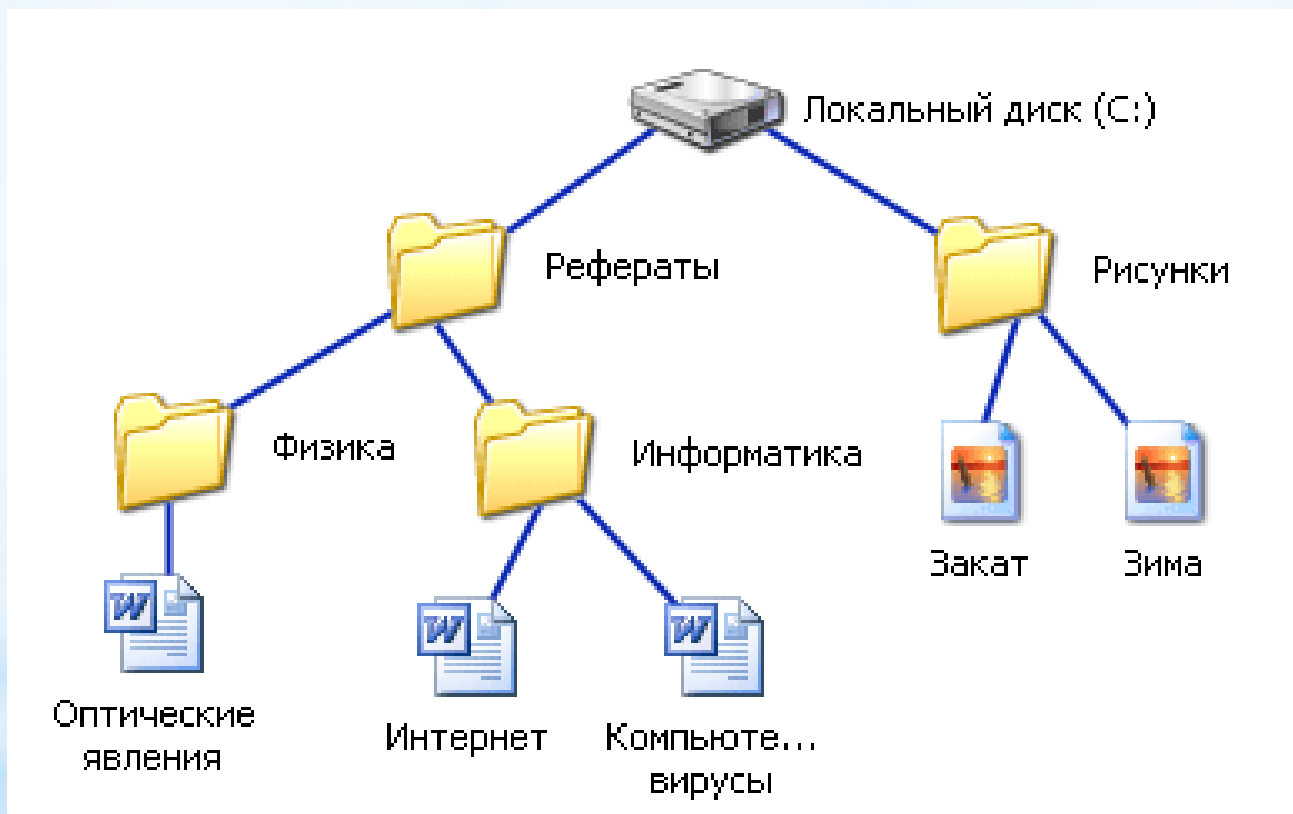 Локальный диск (C:)
Рефераты
Рисунки
Физика
Информатика
Закат
Зима
Оптические
явления
Интернет
Компьюте...
вирусы